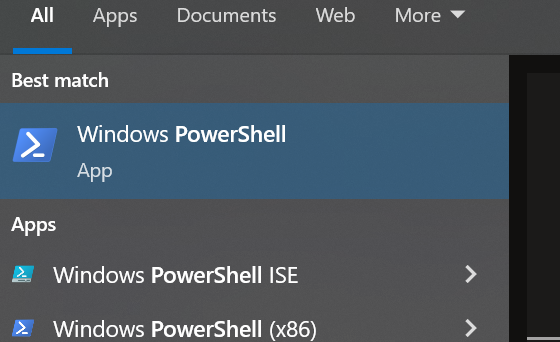 All Apps Documents Web More
Best match
Windows PowerShell
App
Apps
Windows PowerShell ISE
Windows PowerShell (x86)